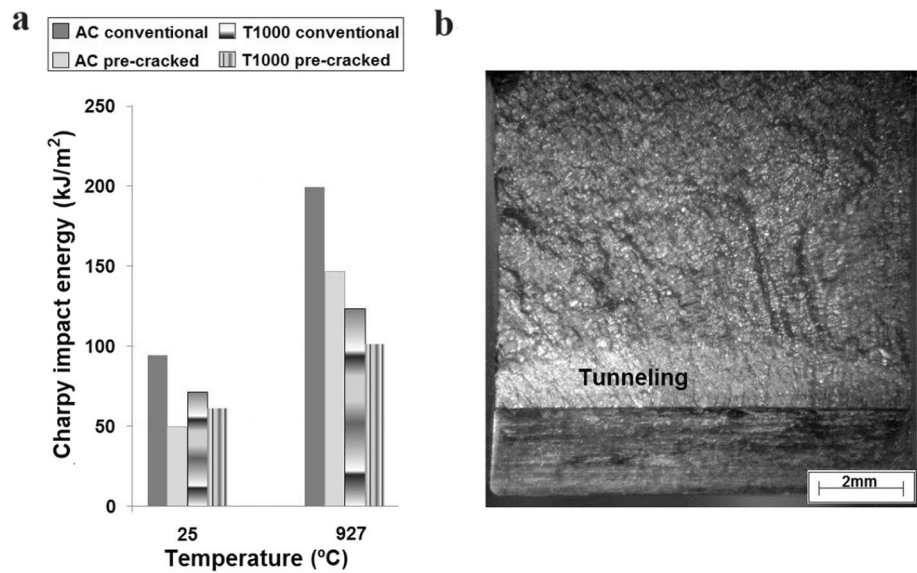 a
AC conventional T1000 conventional
AC pre-cracked T1000 pre-cracked
Charpy impact energy (kJ/m²)
250
200
150
100
50
0
25 927
Temperature (ºC)
b
Tunneling
2mm